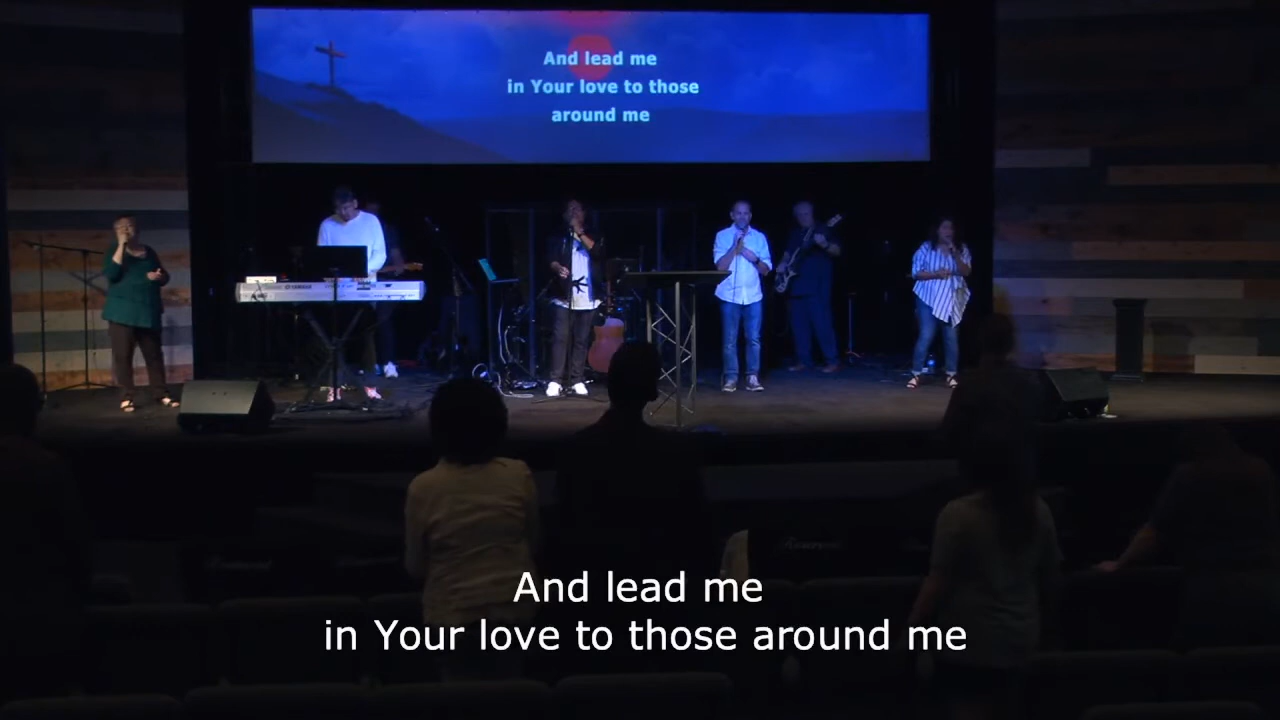 And lead me
in Your love to those
around me
YAMAHA
And lead me
in Your love to those around me